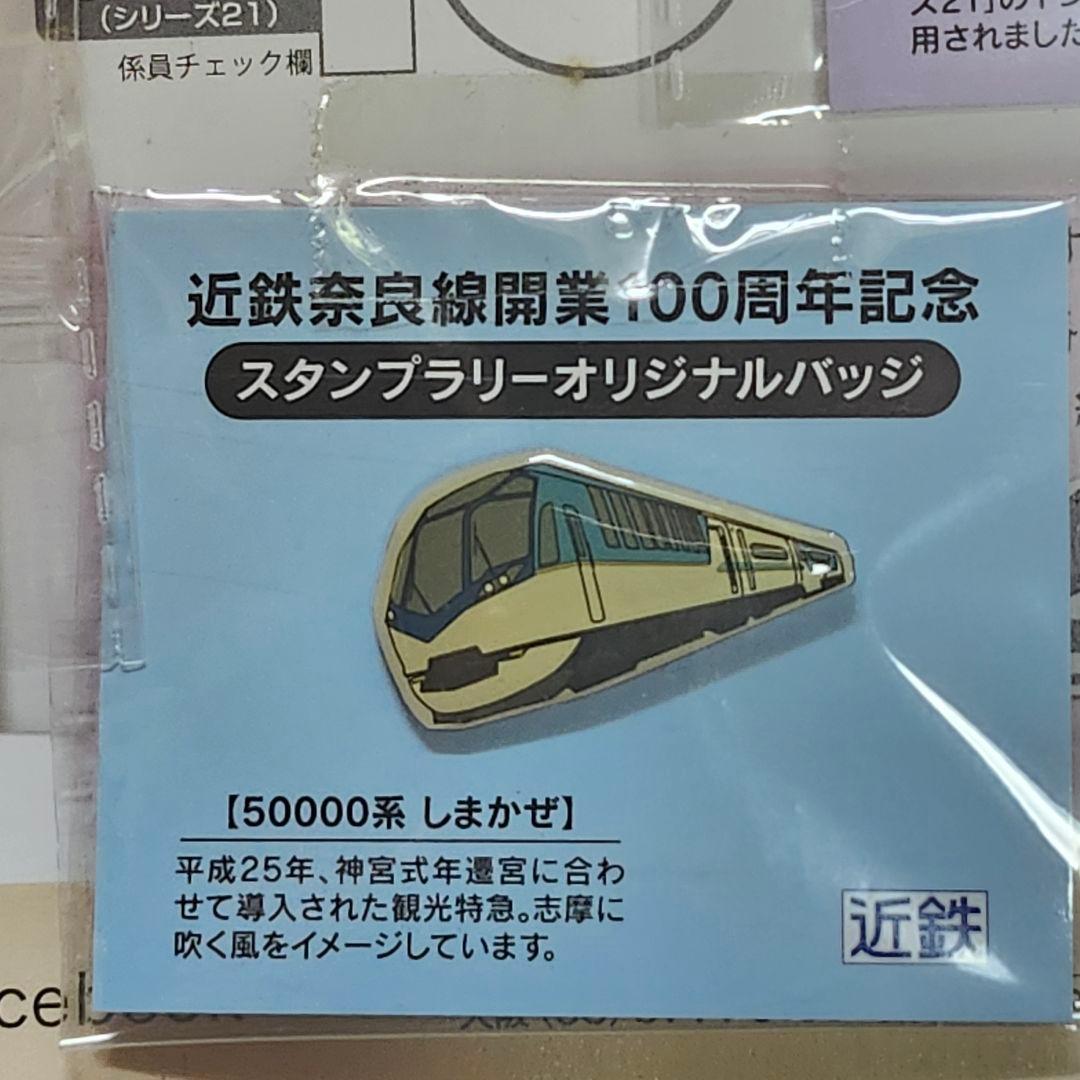 (シリーズ21)
係員チェック欄
用されました
近鉄奈良線開業100周年記念
スタンプラリーオリジナルバッジ
【50000系 しまかぜ】
平成25年、神宮式年遷宮に合わ
せて導入された観光特急。志摩に
吹く風をイメージしています。
近鉄